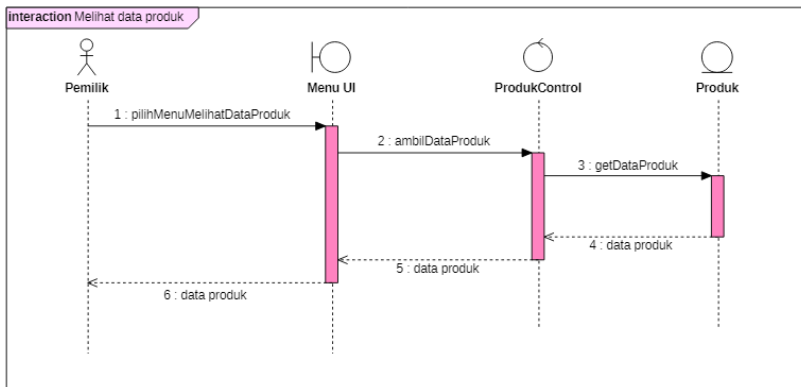 interaction Melihat data produk
Pemilik
Menu UI
ProdukControl
Produk
1 : pilihMenuMelihatDataProduk
2 : ambilDataProduk
3 : getDataProduk
4 : data produk
5 : data produk
6 : data produk